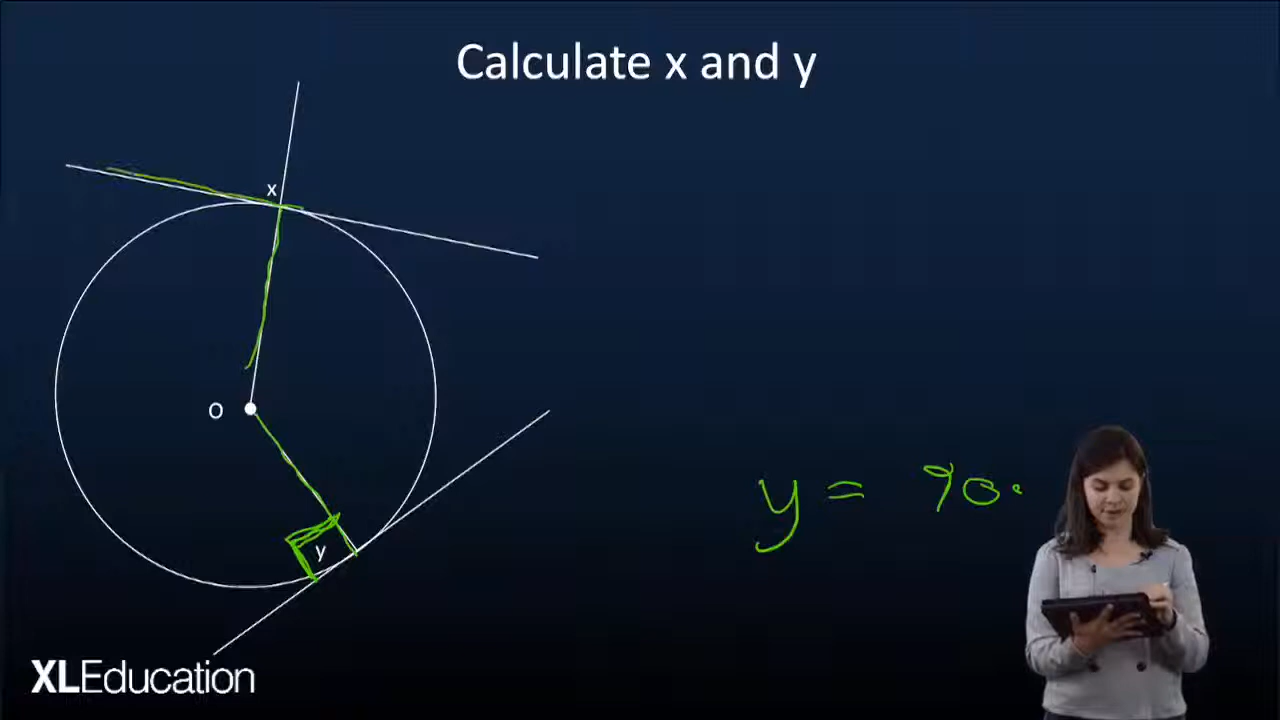 Calculate x and y
x
O
y
y = 90°
XLEducation